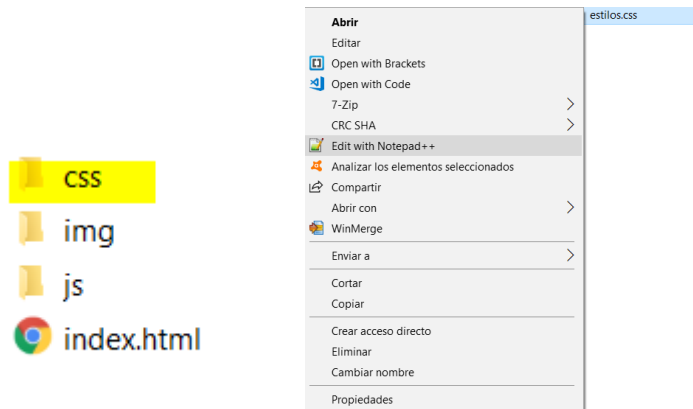 css
img
js
index.html
Abrir
Editar
Open with Brackets
Open with Code
7-Zip
CRC SHA
Edit with Notepad++
Analizar los elementos seleccionados
Compartir
Abrir con
WinMerge
Enviar a
Cortar
Copiar
Crear acceso directo
Eliminar
Cambiar nombre
Propiedades
estilos.css